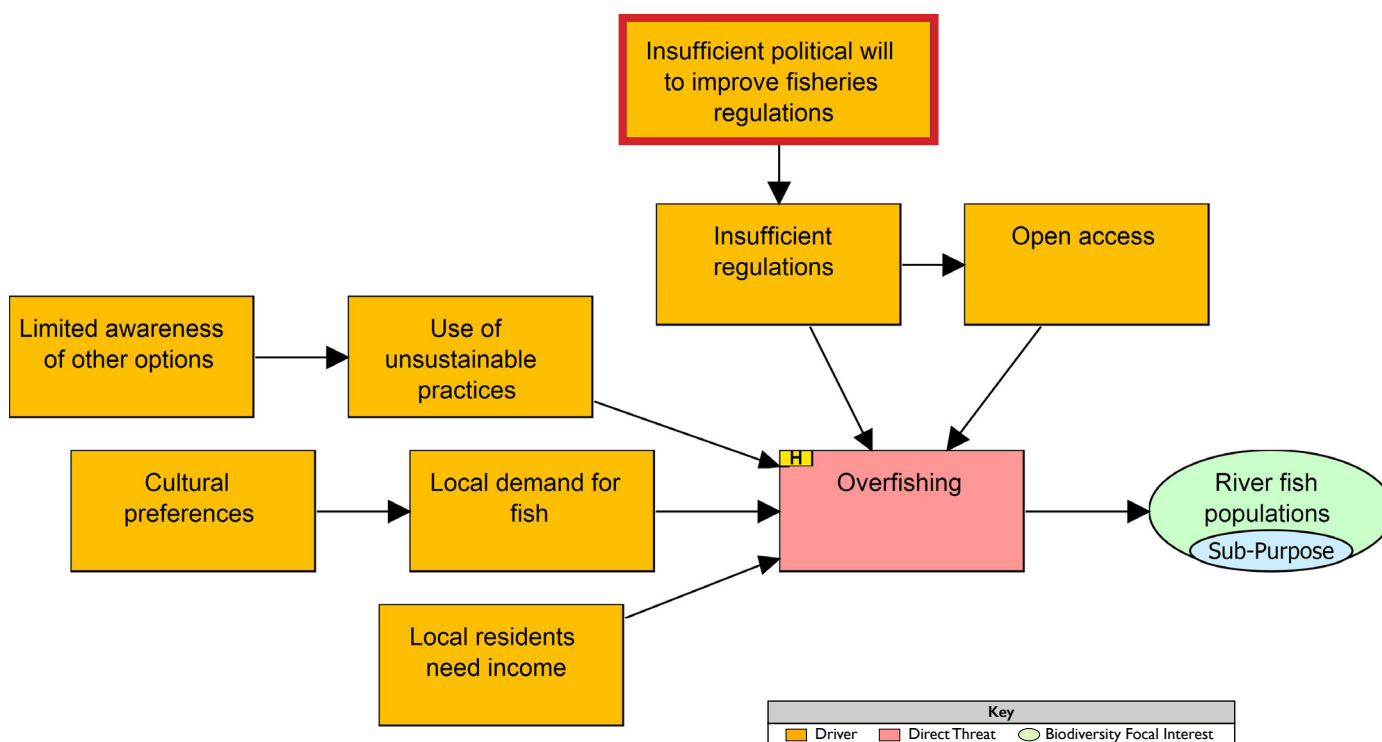 Insufficient political will
to improve fisheries
regulations
Insufficient
regulations
Open access
Limited awareness
of other options
Use of
unsustainable
practices
Cultural
preferences
Local demand for
fish
H
Overfishing
River fish
populations
Sub-Purpose
Local residents
need income
Key
Driver
Direct Threat
Biodiversity Focal Interest